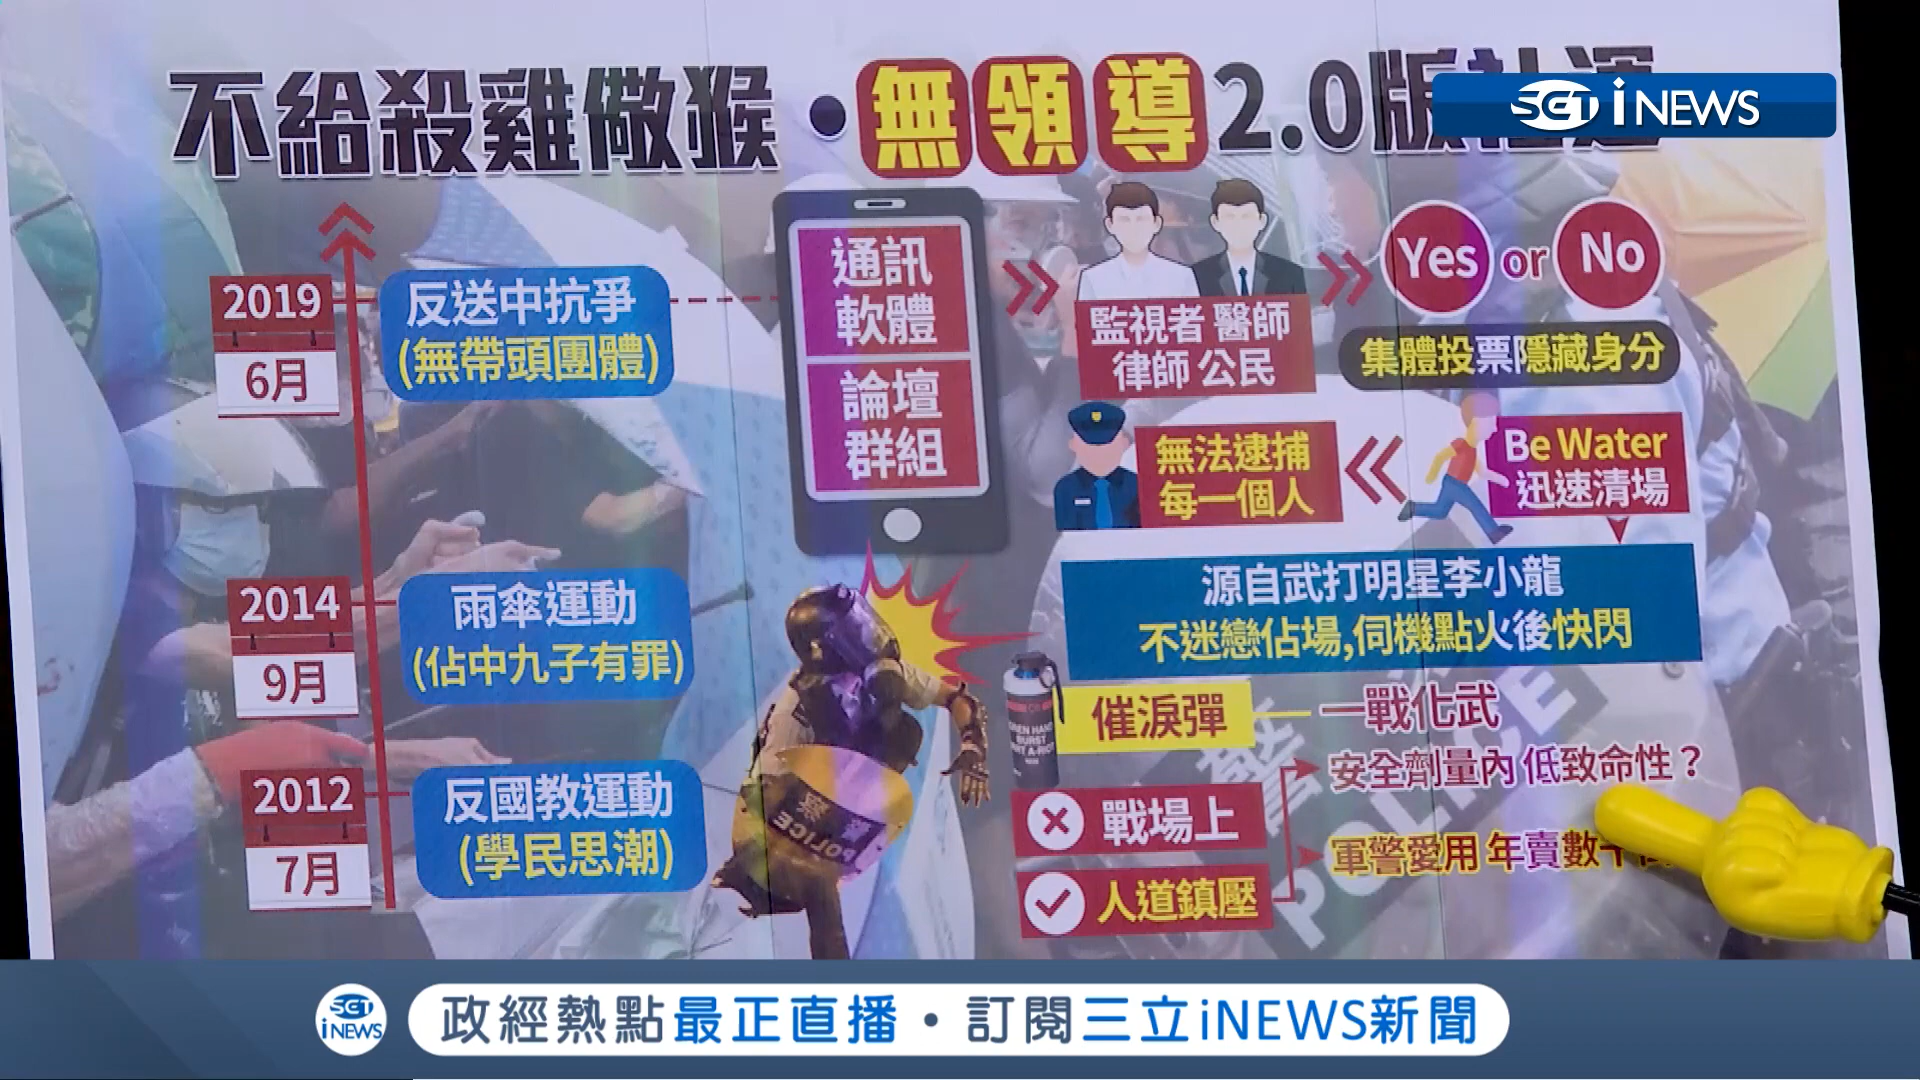 不給殺雞儆猴・無領導2.0版社運
SET iNEWS
2019
6月
反送中抗爭
(無帶頭團體)
通訊
軟體
論壇
群組
監視者 醫師
律師 公民
Yes or No
集體投票隱藏身分
Be Water
迅速清場
無法逮捕
每一個人
源自武打明星李小龍
不迷戀佔場,伺機點火後快閃
2014
9月
雨傘運動
(佔中九子有罪)
2012
7月
反國教運動
(學民思潮)
催淚彈
一戰化武
戰場上
人道鎮壓
安全劑量內 低致命性？
軍警愛用 年賣數
警
POLICE
警
POLICE
SET
iNEWS
政經熱點最正直播・訂閱三立iNEWS新聞